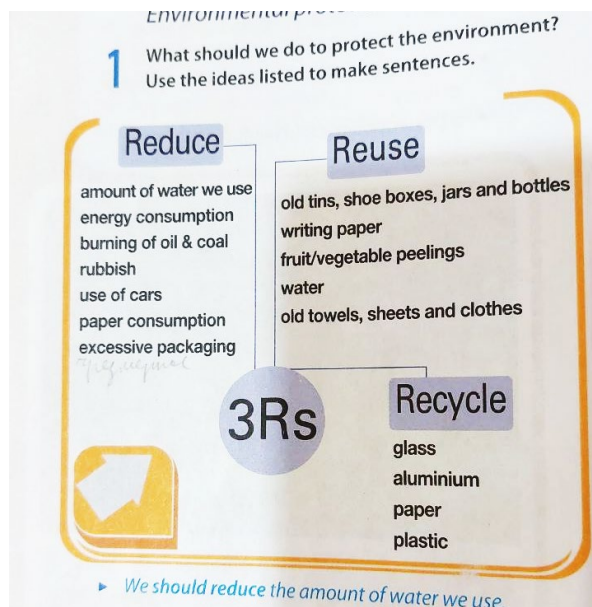 Environmental
1 What should we do to protect the environment?
Use the ideas listed to make sentences.
Reduce
amount of water we use
energy consumption
burning of oil & coal
rubbish
use of cars
paper consumption
excessive packaging
Reuse
old tins, shoe boxes, jars and bottles
writing paper
fruit/vegetable peelings
water
old towels, sheets and clothes
3Rs
Recycle
glass
aluminium
paper
plastic
▸ We should reduce the amount of water we use